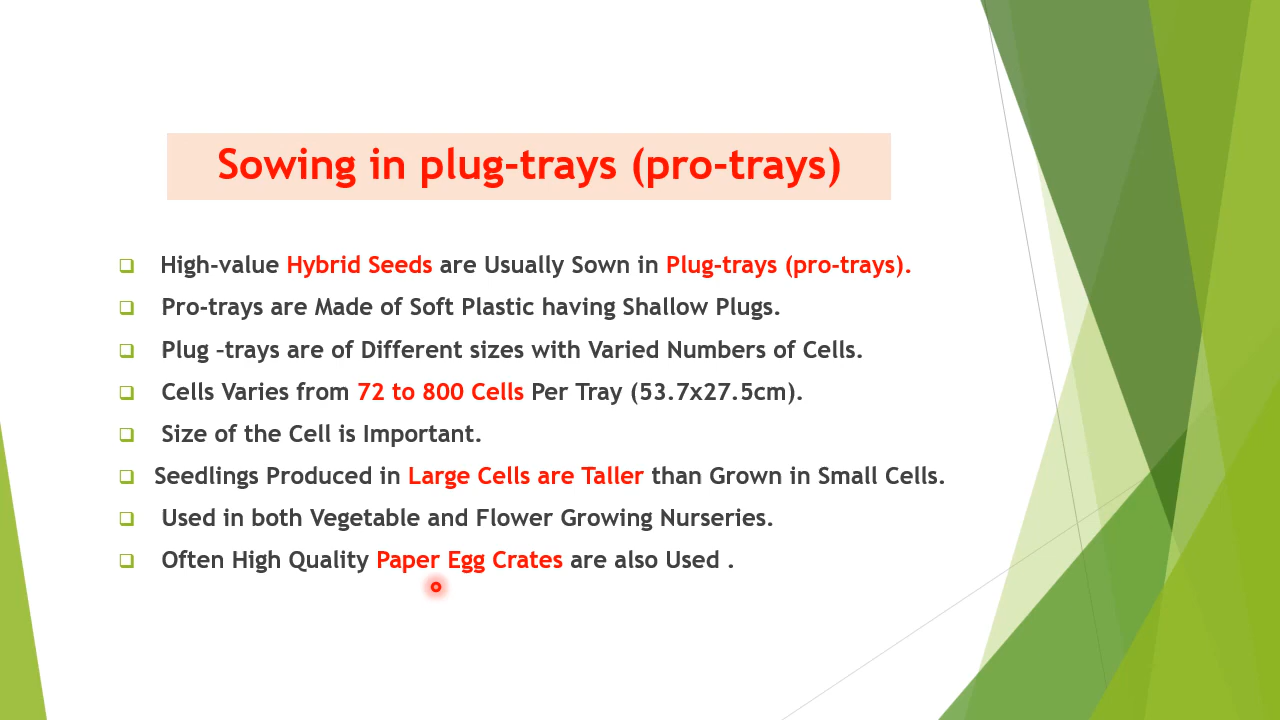 Sowing in plug-trays (pro-trays)
High-value Hybrid Seeds are Usually Sown in Plug-trays (pro-trays).
Pro-trays are Made of Soft Plastic having Shallow Plugs.
Plug –trays are of Different sizes with Varied Numbers of Cells.
Cells Varies from 72 to 800 Cells Per Tray (53.7x27.5cm).
Size of the Cell is Important.
Seedlings Produced in Large Cells are Taller than Grown in Small Cells.
Used in both Vegetable and Flower Growing Nurseries.
Often High Quality Paper Egg Crates are also Used .